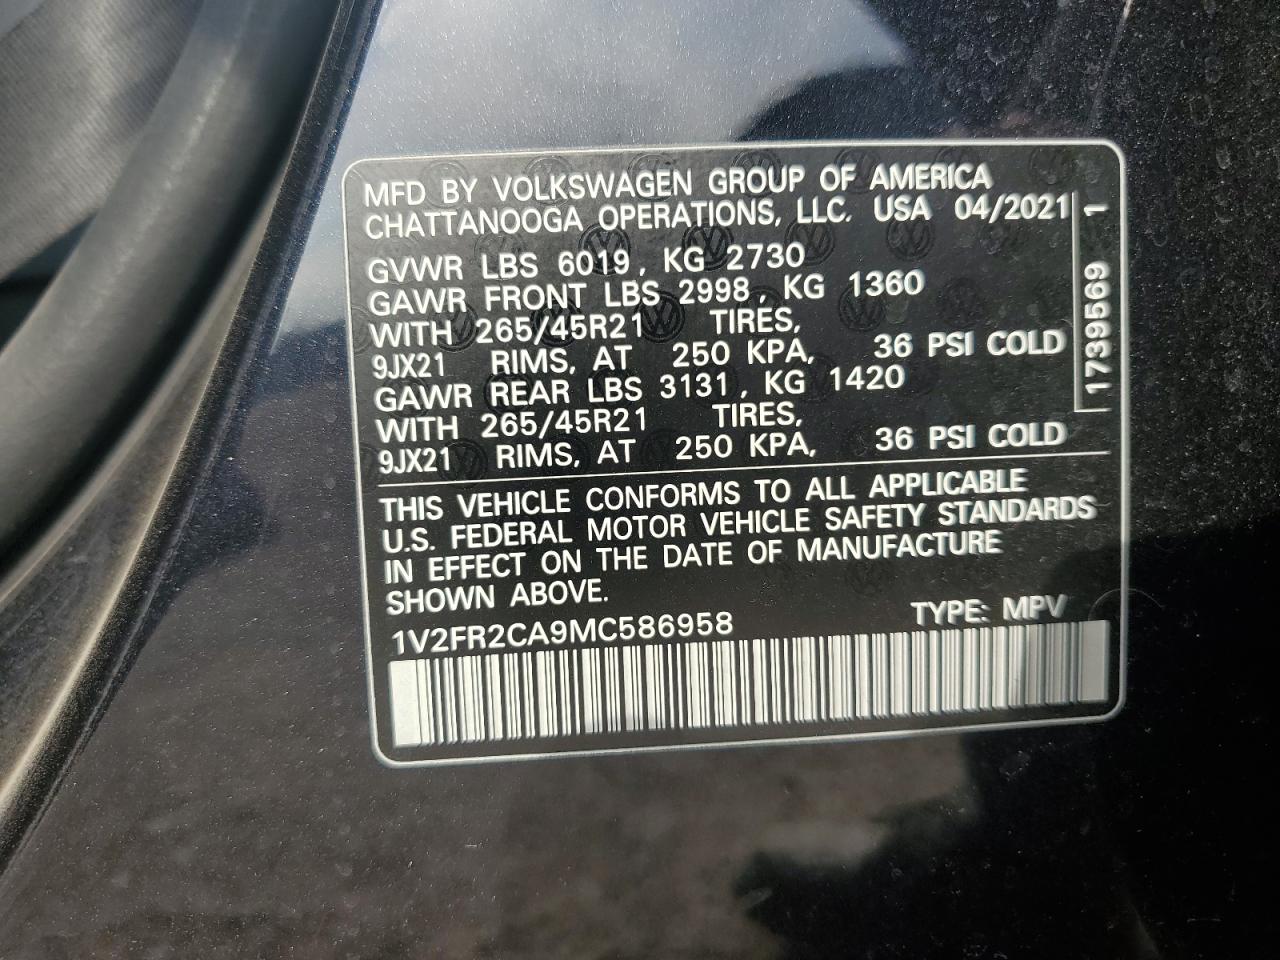 MFD BY VOLKSWAGEN GROUP OF AMERICA
CHATTANOOGA OPERATIONS, LLC. USA 04/2021
GVWR LBS 6019, KG 2730
GAWR FRONT LBS 2998, KG 1360
WITH 265/45R21 TIRES,
9JX21 RIMS, AT 250 KPA, 36 PSI COLD
GAWR REAR LBS 3131, KG 1420
WITH 265/45R21 TIRES,
9JX21 RIMS, AT 250 KPA, 36 PSI COLD
1739569 1
THIS VEHICLE CONFORMS TO ALL APPLICABLE
U.S. FEDERAL MOTOR VEHICLE SAFETY STANDARDS
IN EFFECT ON THE DATE OF MANUFACTURE
SHOWN ABOVE.
1V2FR2CA9MC586958 TYPE: MPV